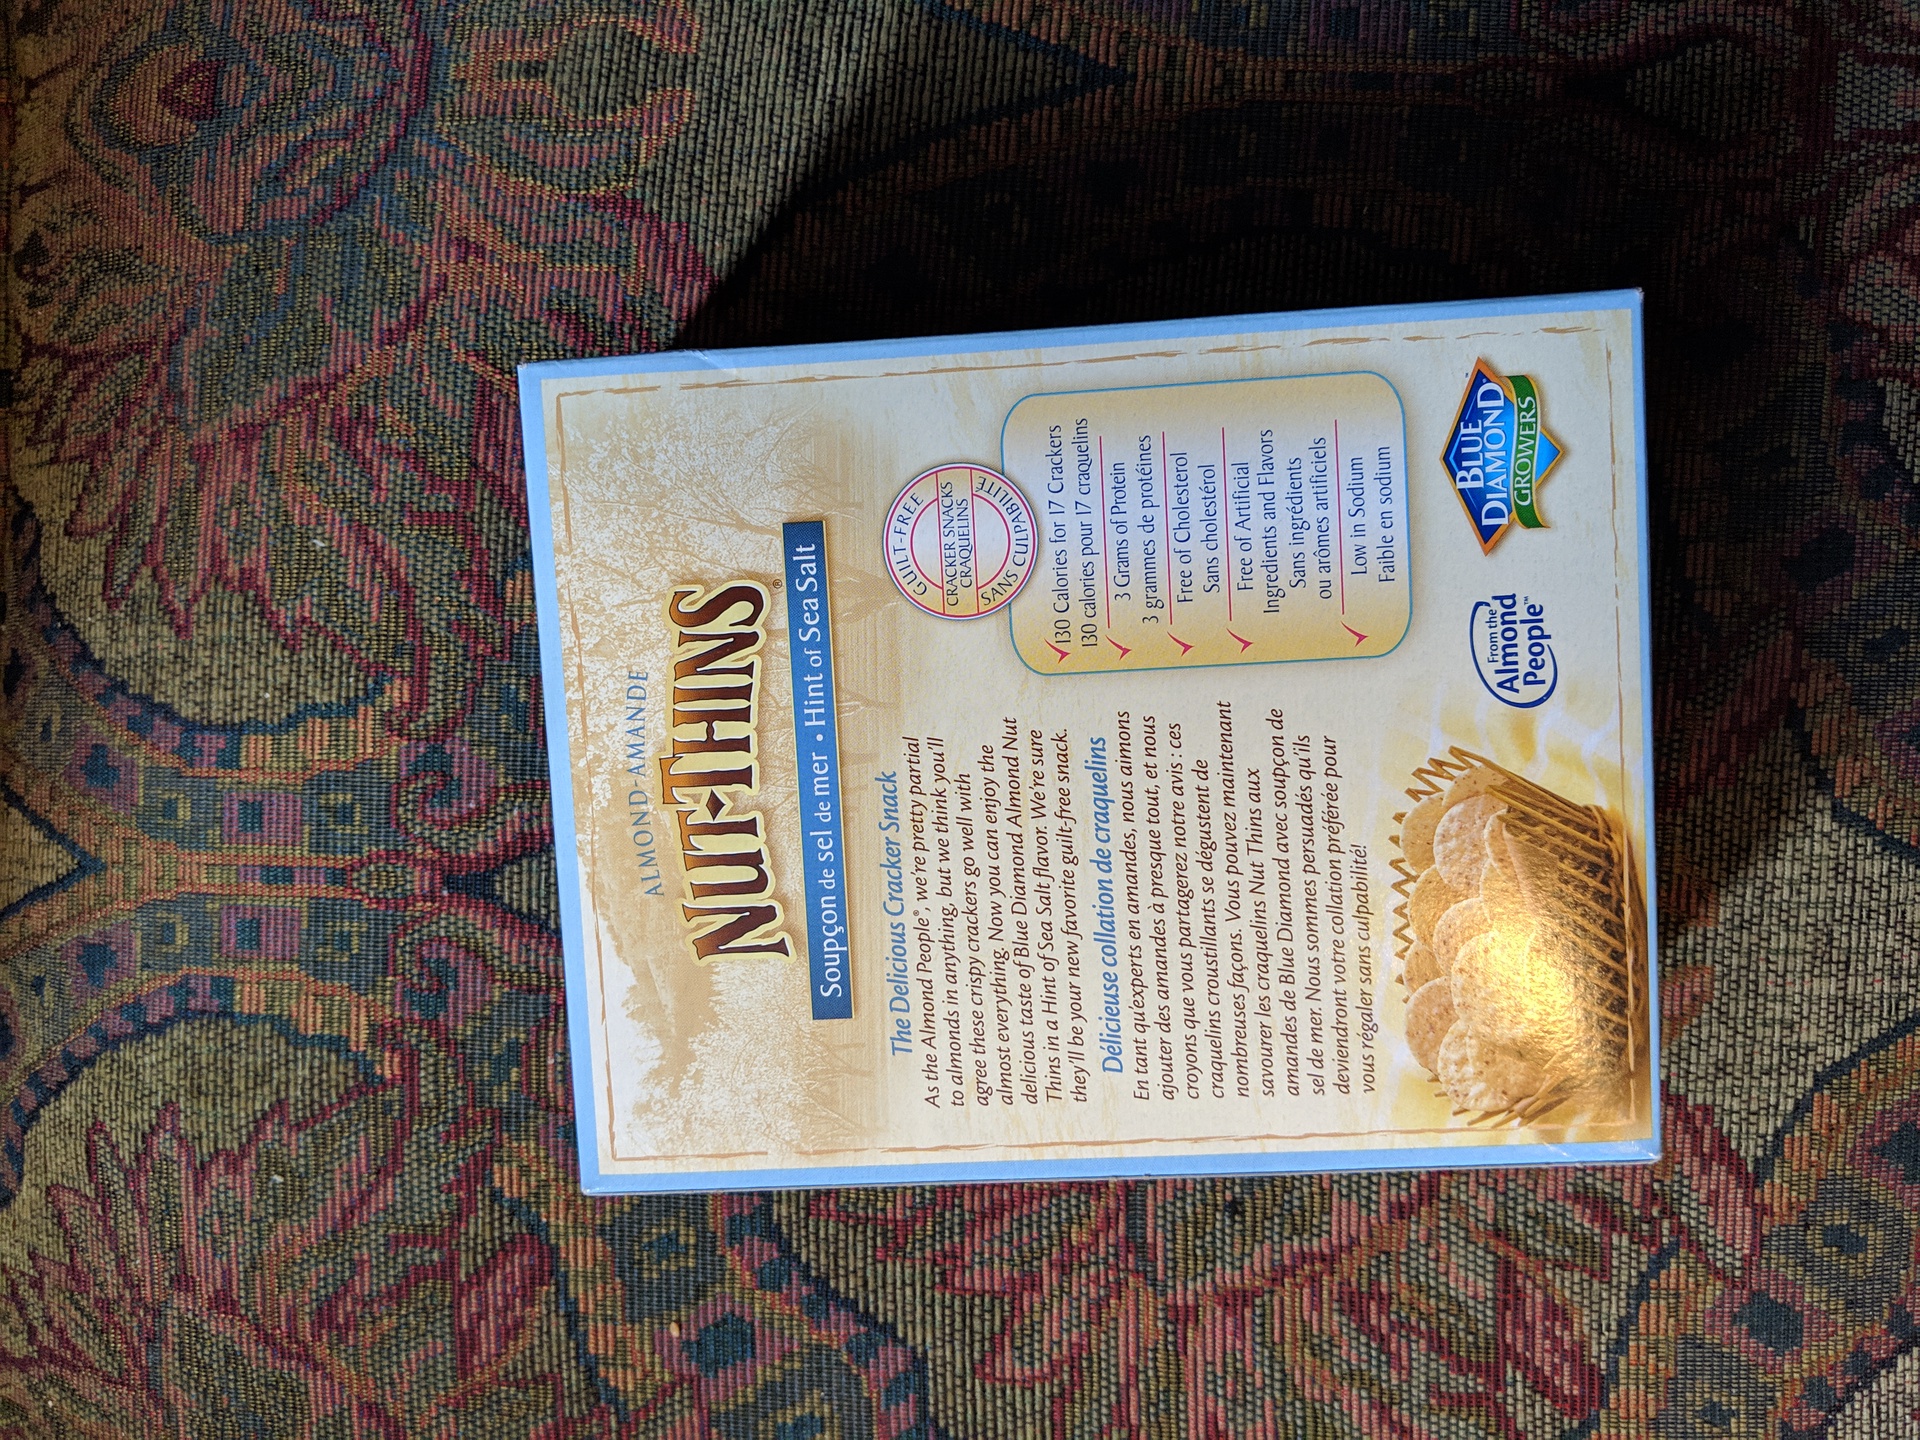 ALMOND-AMANDE
NUT-THINS®
Soupçon de sel de mer • Hint of Sea Salt
The Delicious Cracker Snack
As the Almond People®, we're pretty partial
to almonds in anything, but we think you'll
agree these crispy crackers go well with
almost everything. Now you can enjoy the
delicious taste of Blue Diamond Almond Nut
Thins in a Hint of Sea Salt flavor. We're sure
they'll be your new favorite guilt-free snack.
Délicieuse collation de craquelins
En tant qu'experts en amandes, nous aimons
ajouter des amandes à presque tout, et nous
croyons que vous partagerez notre avis : ces
craquelins croustillants se dégustent de
nombreuses façons. Vous pouvez maintenant
savourer les craquelins Nut Thins aux
amandes de Blue Diamond avec soupçon de
sel de mer. Nous sommes persuadés qu'ils
deviendront votre collation préférée pour
vous régaler sans culpabilité!
GUILT-FREE
CRACKER SNACKS
CRAQUELINS
SANS CULPABILITÉ
130 Calories for 17 Crackers
130 calories pour 17 craquelins
3 Grams of Protein
3 grammes de protéines
Free of Cholesterol
Sans cholestérol
Free of Artificial
Ingredients and Flavors
Sans ingrédients
ou arômes artificiels
Low in Sodium
Faible en sodium
From the
Almond
People™
BLUE
DIAMOND®
GROWERS